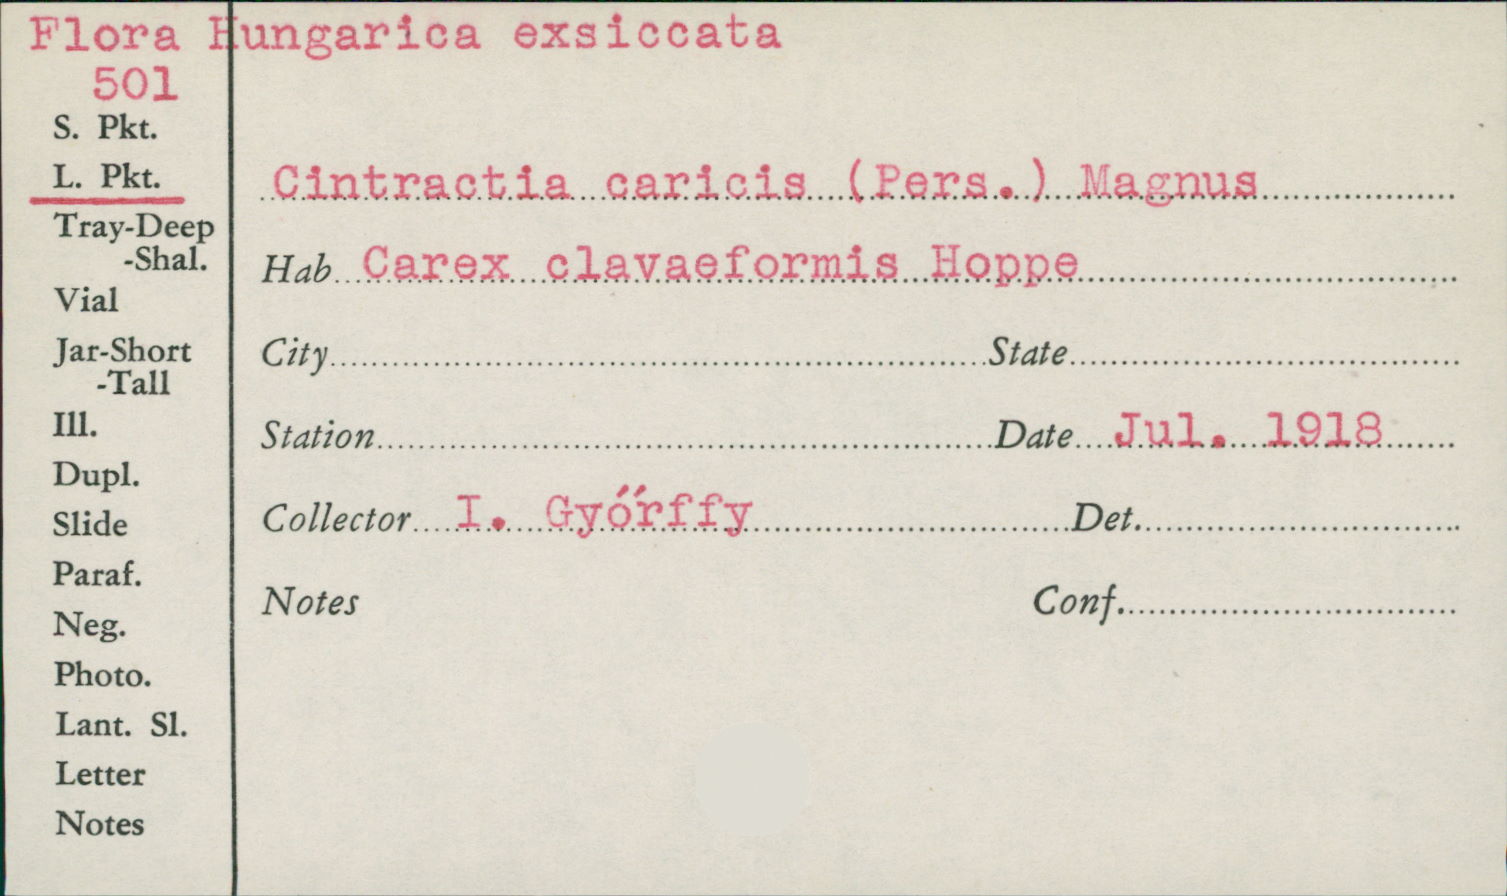 Flora Hungarica exsiccata
501
S. Pkt.
L. Pkt.
Tray-Deep
-Shal.
Vial
Jar-Short
-Tall
Ill.
Dupl.
Slide
Paraf.
Neg.
Photo.
Lant. Sl.
Letter
Notes
Cintractia caricis (Pers.) Magnus
Hab. Carex clavaeformis Hoppe
City State
Station Date Jul. 1918
Collector I. Győrffy Det.
Notes Conf.